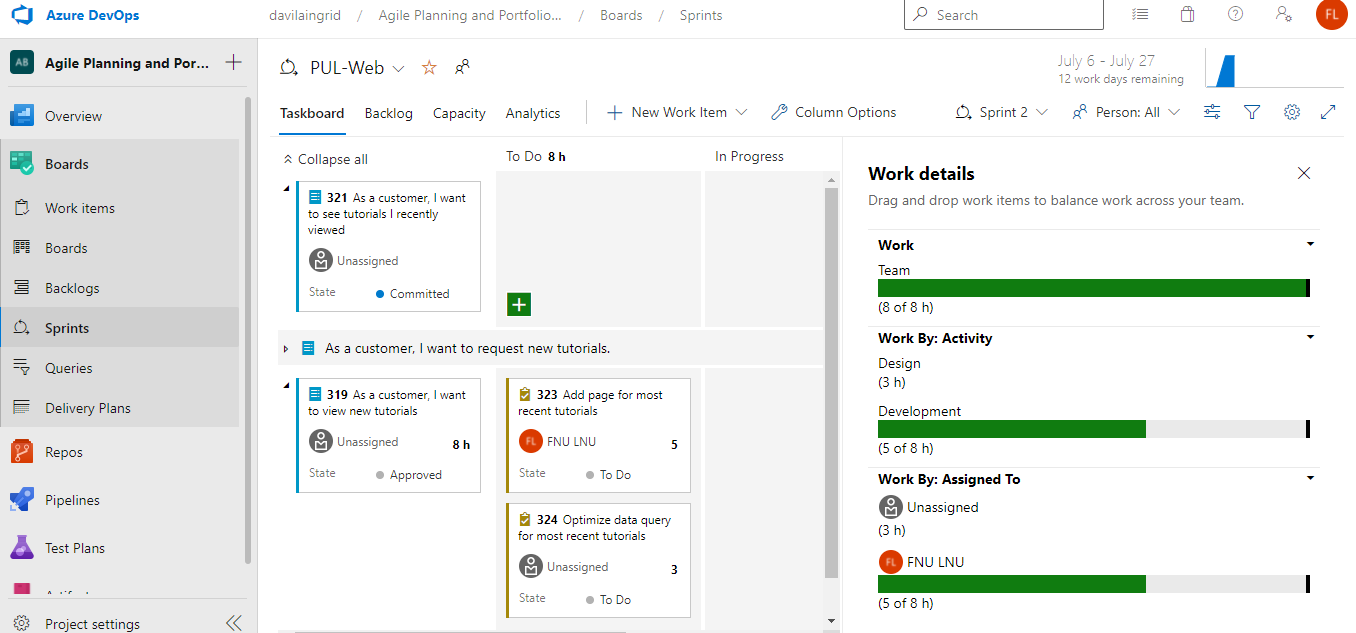 Azure DevOps
davilaingrid / Agile Planning and Portfolio... / Boards / Sprints
Search
FL
AB Agile Planning and Por...
Overview
Boards
Work items
Boards
Backlogs
Sprints
Queries
Delivery Plans
Repos
Pipelines
Test Plans
Project settings
PUL-Web
July 6 - July 27
12 work days remaining
Taskboard Backlog Capacity Analytics
New Work Item Column Options
Sprint 2 Person: All
Collapse all
To Do 8 h
In Progress
321 As a customer, I want
to see tutorials I recently
viewed
Unassigned
State Committed
As a customer, I want to request new tutorials.
319 As a customer, I want
to view new tutorials
Unassigned 8 h
State Approved
323 Add page for most
recent tutorials
FL FNU LNU 5
State To Do
324 Optimize data query
for most recent tutorials
Unassigned 3
State To Do
Work details
Drag and drop work items to balance work across your team.
Work
Team
(8 of 8 h)
Work By: Activity
Design
(3 h)
Development
(5 of 8 h)
Work By: Assigned To
Unassigned
(3 h)
FL FNU LNU
(5 of 8 h)